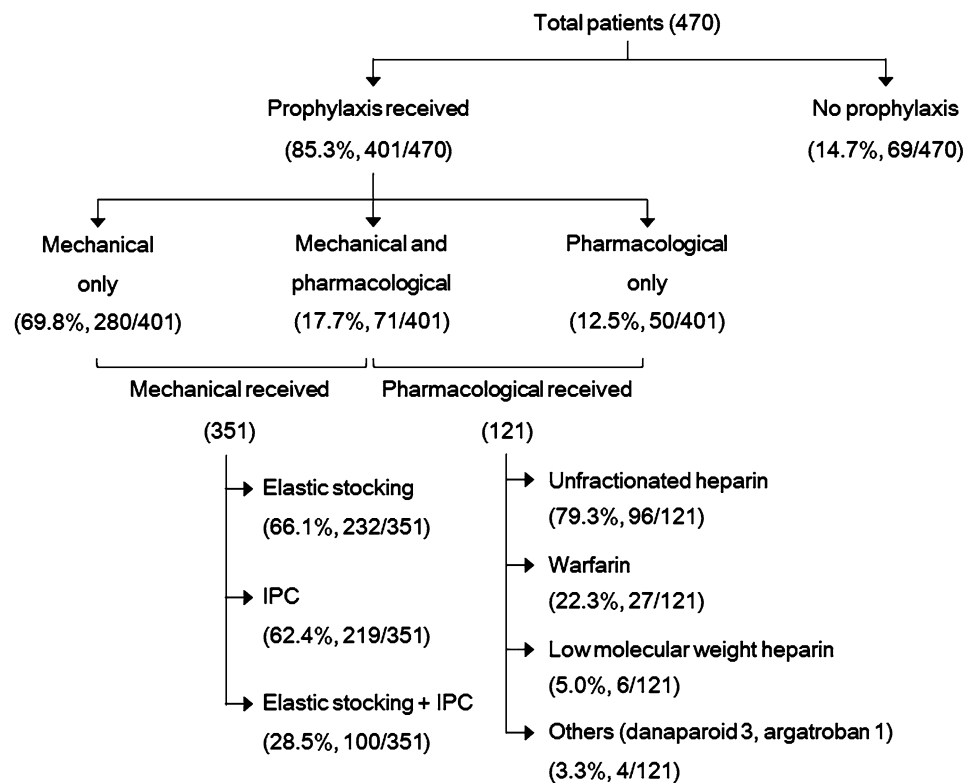 Total patients (470)
Prophylaxis received
(85.3%, 401/470)
No prophylaxis
(14.7%, 69/470)
Mechanical
only
(69.8%, 280/401)
Mechanical and
pharmacological
(17.7%, 71/401)
Pharmacological
only
(12.5%, 50/401)
Mechanical received
(351)
Elastic stocking
(66.1%, 232/351)
IPC
(62.4%, 219/351)
Elastic stocking + IPC
(28.5%, 100/351)
Pharmacological received
(121)
Unfractionated heparin
(79.3%, 96/121)
Warfarin
(22.3%, 27/121)
Low molecular weight heparin
(5.0%, 6/121)
Others (danaparoid 3, argatroban 1)
(3.3%, 4/121)